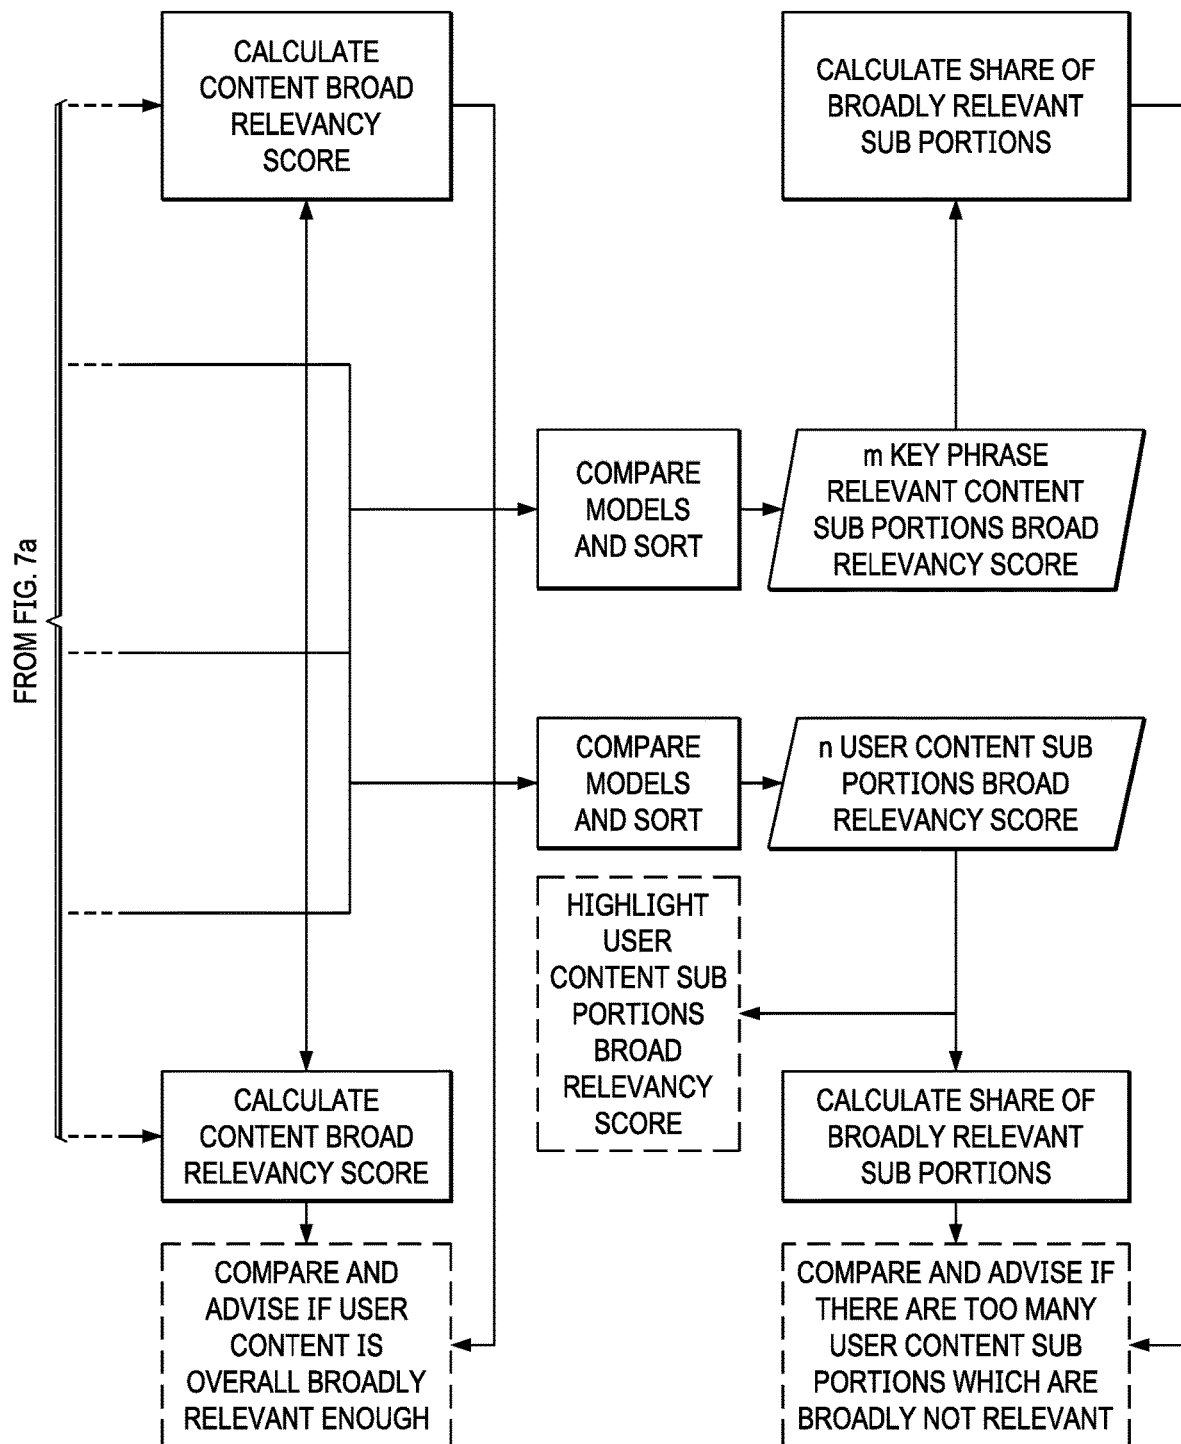 CALCULATE
CONTENT BROAD
RELEVANCY
SCORE
CALCULATE SHARE OF
BROADLY RELEVANT
SUB PORTIONS
FROM FIG. 7a
COMPARE
MODELS
AND SORT
m KEY PHRASE
RELEVANT CONTENT
SUB PORTIONS BROAD
RELEVANCY SCORE
COMPARE
MODELS
AND SORT
n USER CONTENT SUB
PORTIONS BROAD
RELEVANCY SCORE
HIGHLIGHT
USER
CONTENT SUB
PORTIONS
BROAD
RELEVANCY
SCORE
CALCULATE
CONTENT BROAD
RELEVANCY SCORE
CALCULATE SHARE OF
BROADLY RELEVANT
SUB PORTIONS
COMPARE AND
ADVISE IF USER
CONTENT IS
OVERALL BROADLY
RELEVANT ENOUGH
COMPARE AND ADVISE IF
THERE ARE TOO MANY
USER CONTENT SUB
PORTIONS WHICH ARE
BROADLY NOT RELEVANT